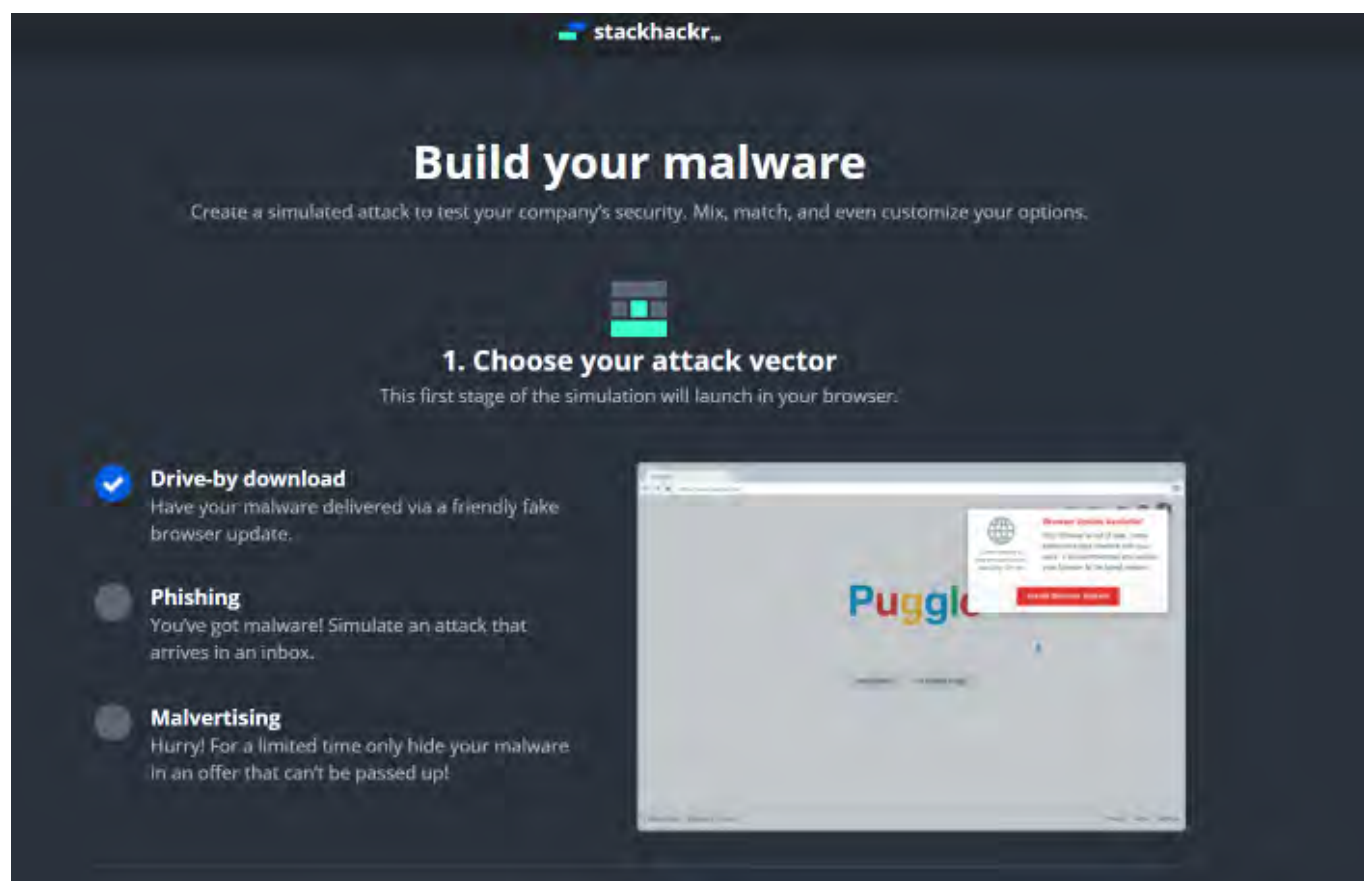 stackhackr
Build your malware
Create a simulated attack to test your company's security. Mix, match, and even customize your options.
1. Choose your attack vector
This first stage of the simulation will launch in your browser.
Drive-by download
Have your malware delivered via a friendly fake
browser update.
Phishing
You've got malware! Simulate an attack that
arrives in an inbox.
Malvertising
Hurry! For a limited time only hide your malware
in an offer that can't be passed up!
Browser Update Available!
Puggl